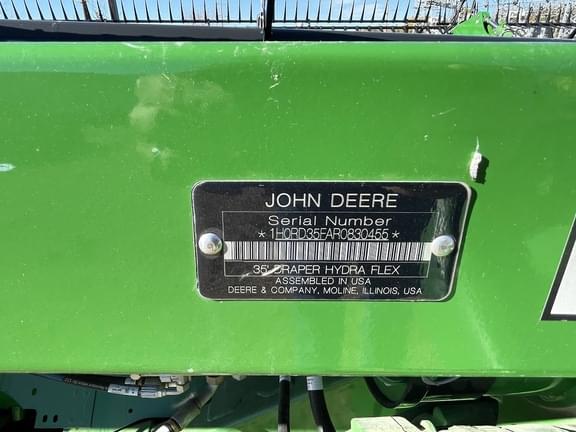 JOHN DEERE
Serial Number
*1H0RD35FAR0830455*
35' DRAPER HYDRA FLEX
ASSEMBLED IN USA
DEERE & COMPANY, MOLINE, ILLINOIS, USA